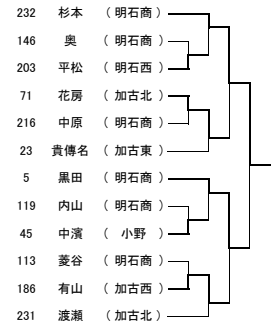 232 杉本 （ 明石商 ）
146 奥 （ 明石商 ）
203 平松 （ 明石西 ）
71 花房 （ 加古北 ）
216 中原 （ 明石商 ）
23 貴傳名 （ 加古東 ）
5 黒田 （ 明石商 ）
119 内山 （ 明石商 ）
45 中濱 （ 小野 ）
113 菱谷 （ 明石商 ）
186 有山 （ 加古西 ）
231 渡瀬 （ 加古北 ）